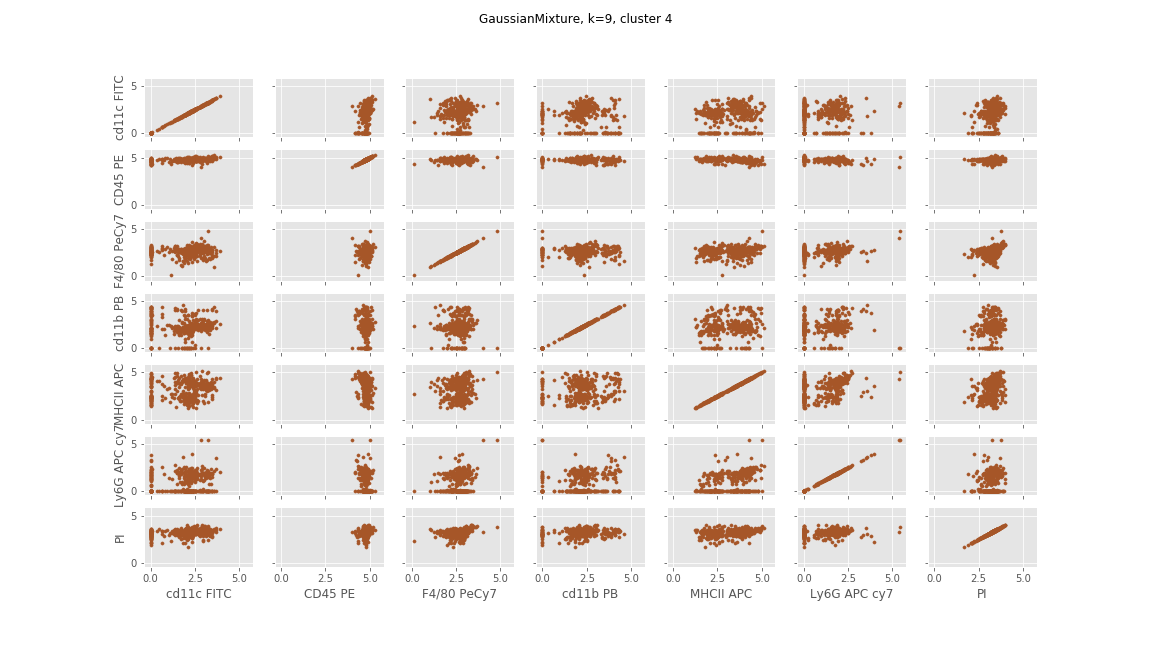 GaussianMixture, k=9, cluster 4
cd11c FITC
5
0
CD45 PE
5
0
F4/80 PeCy7
5
0
cd11b PB
5
0
MHCII APC
5
0
Ly6G APC cy7
5
0
PI
5
0
0.0 2.5 5.0 0.0 2.5 5.0 0.0 2.5 5.0 0.0 2.5 5.0 0.0 2.5 5.0 0.0 2.5 5.0 0.0 2.5 5.0
cd11c FITC CD45 PE F4/80 PeCy7 cd11b PB MHCII APC Ly6G APC cy7 PI